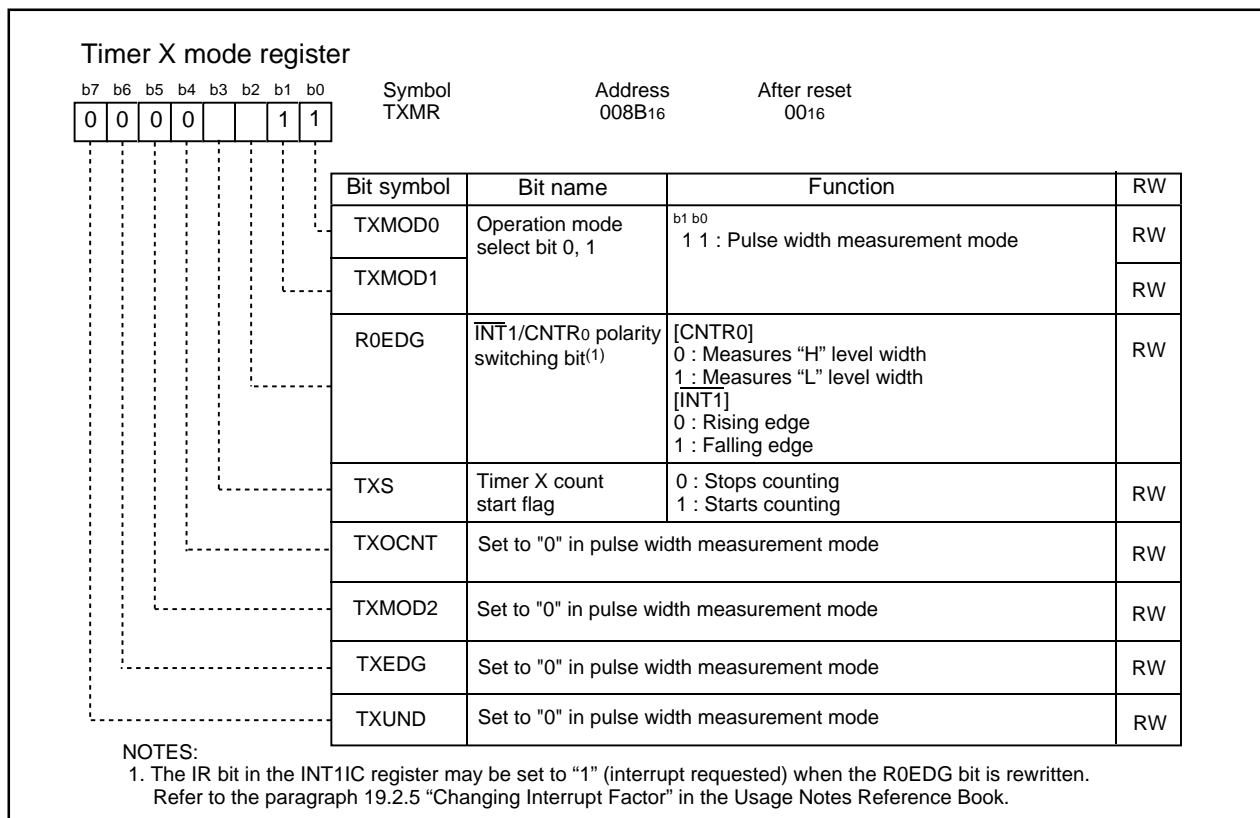 Timer X mode register
b7 b6 b5 b4 b3 b2 b1 b0
Symbol Address After reset
TXMR 008B16 0016
0 0 0 0 1 1
Bit symbol Bit name Function RW
TXMOD0 Operation mode select bit 0, 1 b1 b0
1 1 : Pulse width measurement mode RW
TXMOD1 RW
R0EDG INT1/CNTR0 polarity switching bit(1) [CNTR0]
0 : Measures “H” level width
1 : Measures “L” level width
[INT1]
0 : Rising edge
1 : Falling edge
RW
TXS Timer X count start flag 0 : Stops counting
1 : Starts counting
RW
TXOCNT Set to "0" in pulse width measurement mode RW
TXMOD2 Set to "0" in pulse width measurement mode RW
TXEDG Set to "0" in pulse width measurement mode RW
TXUND Set to "0" in pulse width measurement mode RW
NOTES:
1. The IR bit in the INT1IC register may be set to “1” (interrupt requested) when the R0EDG bit is rewritten.
Refer to the paragraph 19.2.5 “Changing Interrupt Factor” in the Usage Notes Reference Book.